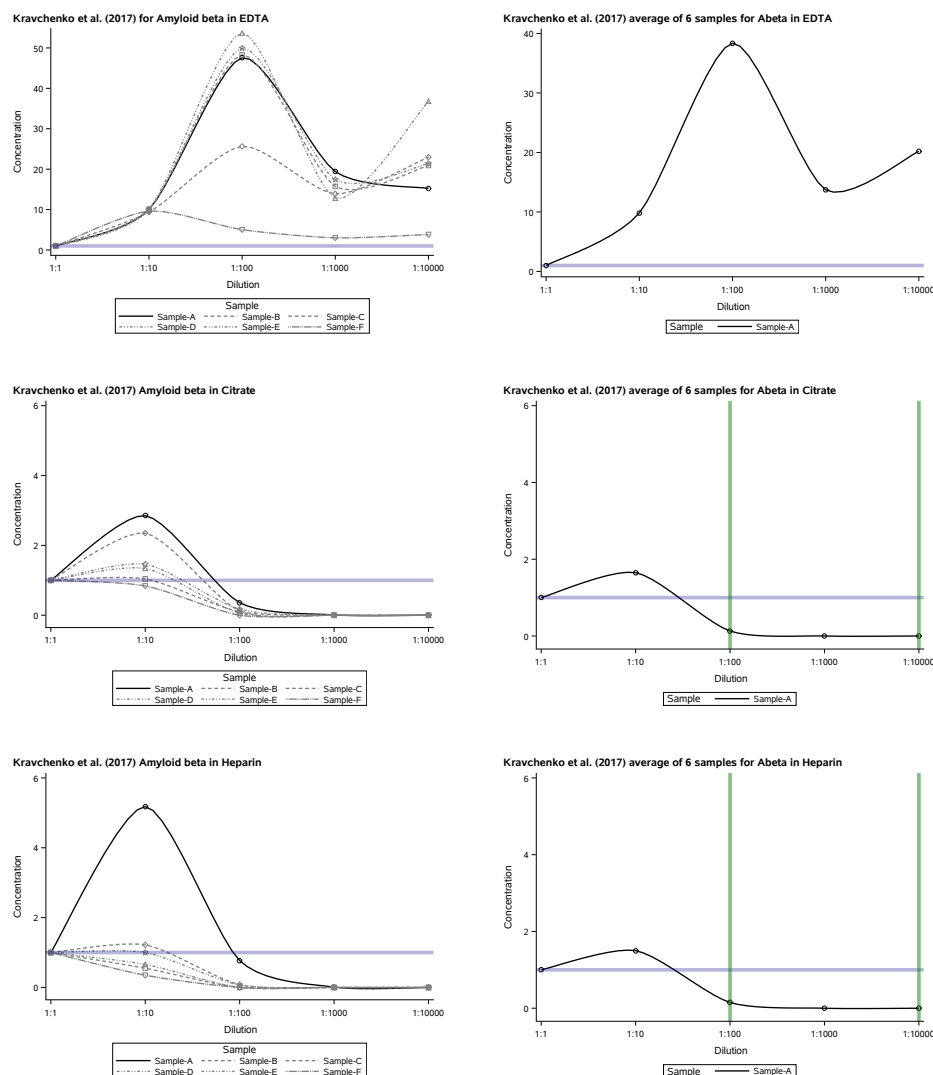 Kravchenko et al. (2017) for Amyloid beta in EDTA
Concentration
50
40
30
20
10
0
1:1 1:10 1:100 1:1000 1:10000
Dilution
Sample
Sample-A Sample-B Sample-C
Sample-D Sample-E Sample-F
Kravchenko et al. (2017) average of 6 samples for Abeta in EDTA
Concentration
40
30
20
10
0
1:1 1:10 1:100 1:1000 1:10000
Dilution
Sample Sample-A
Kravchenko et al. (2017) Amyloid beta in Citrate
Concentration
6
4
2
0
1:1 1:10 1:100 1:1000 1:10000
Dilution
Sample
Sample-A Sample-B Sample-C
Sample-D Sample-E Sample-F
Kravchenko et al. (2017) average of 6 samples for Abeta in Citrate
Concentration
6
4
2
0
1:1 1:10 1:100 1:1000 1:10000
Dilution
Sample Sample-A
Kravchenko et al. (2017) Amyloid beta in Heparin
Concentration
6
4
2
0
1:1 1:10 1:100 1:1000 1:10000
Dilution
Sample
Sample-A Sample-B Sample-C
Sample-D Sample-E Sample-F
Kravchenko et al. (2017) average of 6 samples for Abeta in Heparin
Concentration
6
4
2
0
1:1 1:10 1:100 1:1000 1:10000
Dilution
Sample Sample-A